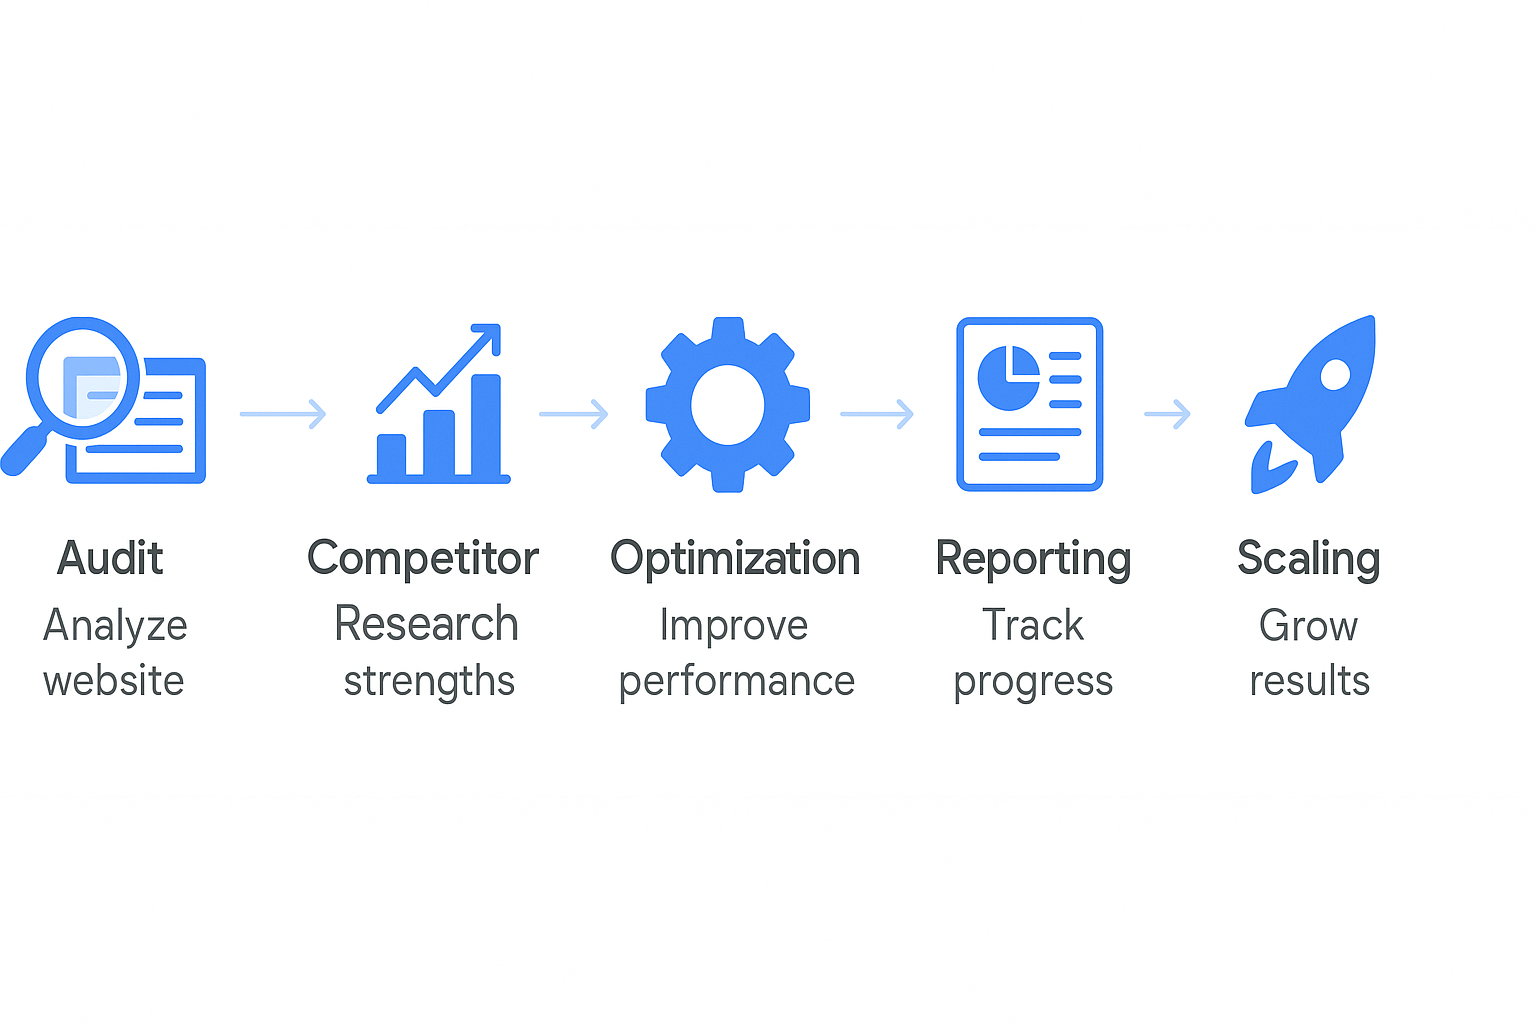 Audit
Analyze
website
Competitor
Research
strengths
Optimization
Improve
performance
Reporting
Track
progress
Scaling
Grow
results